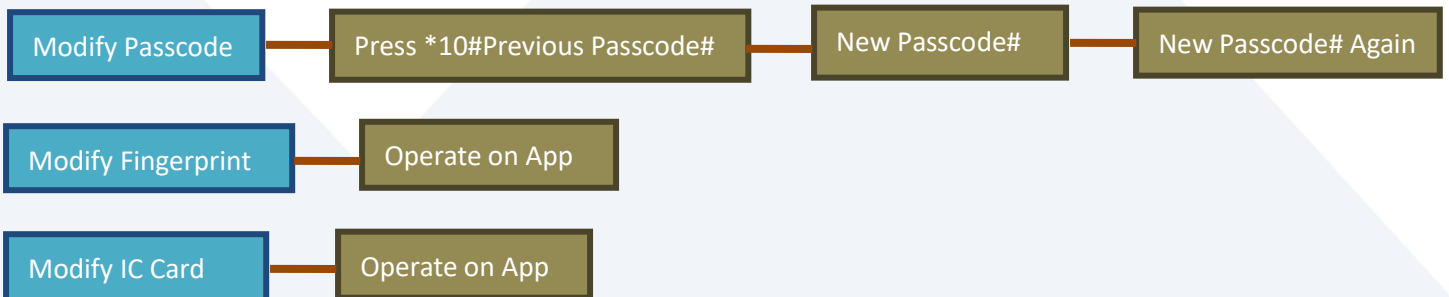 Modify Passcode
Press *10#Previous Passcode#
New Passcode#
New Passcode# Again
Modify Fingerprint
Operate on App
Modify IC Card
Operate on App